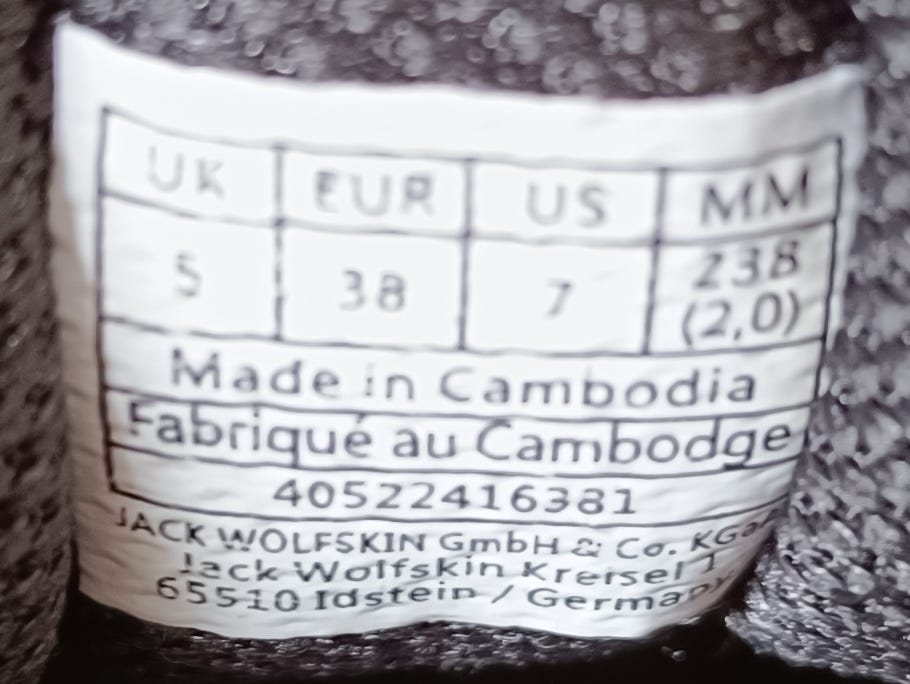 UK EUR US MM
5 38 7 238
(2,0)
Made in Cambodia
Fabriqué au Cambodge
40522416381
JACK WOLFSKIN GmbH & Co. KGaA
Jack Wolfskin Kreisel 1
65510 Idstein / Germany